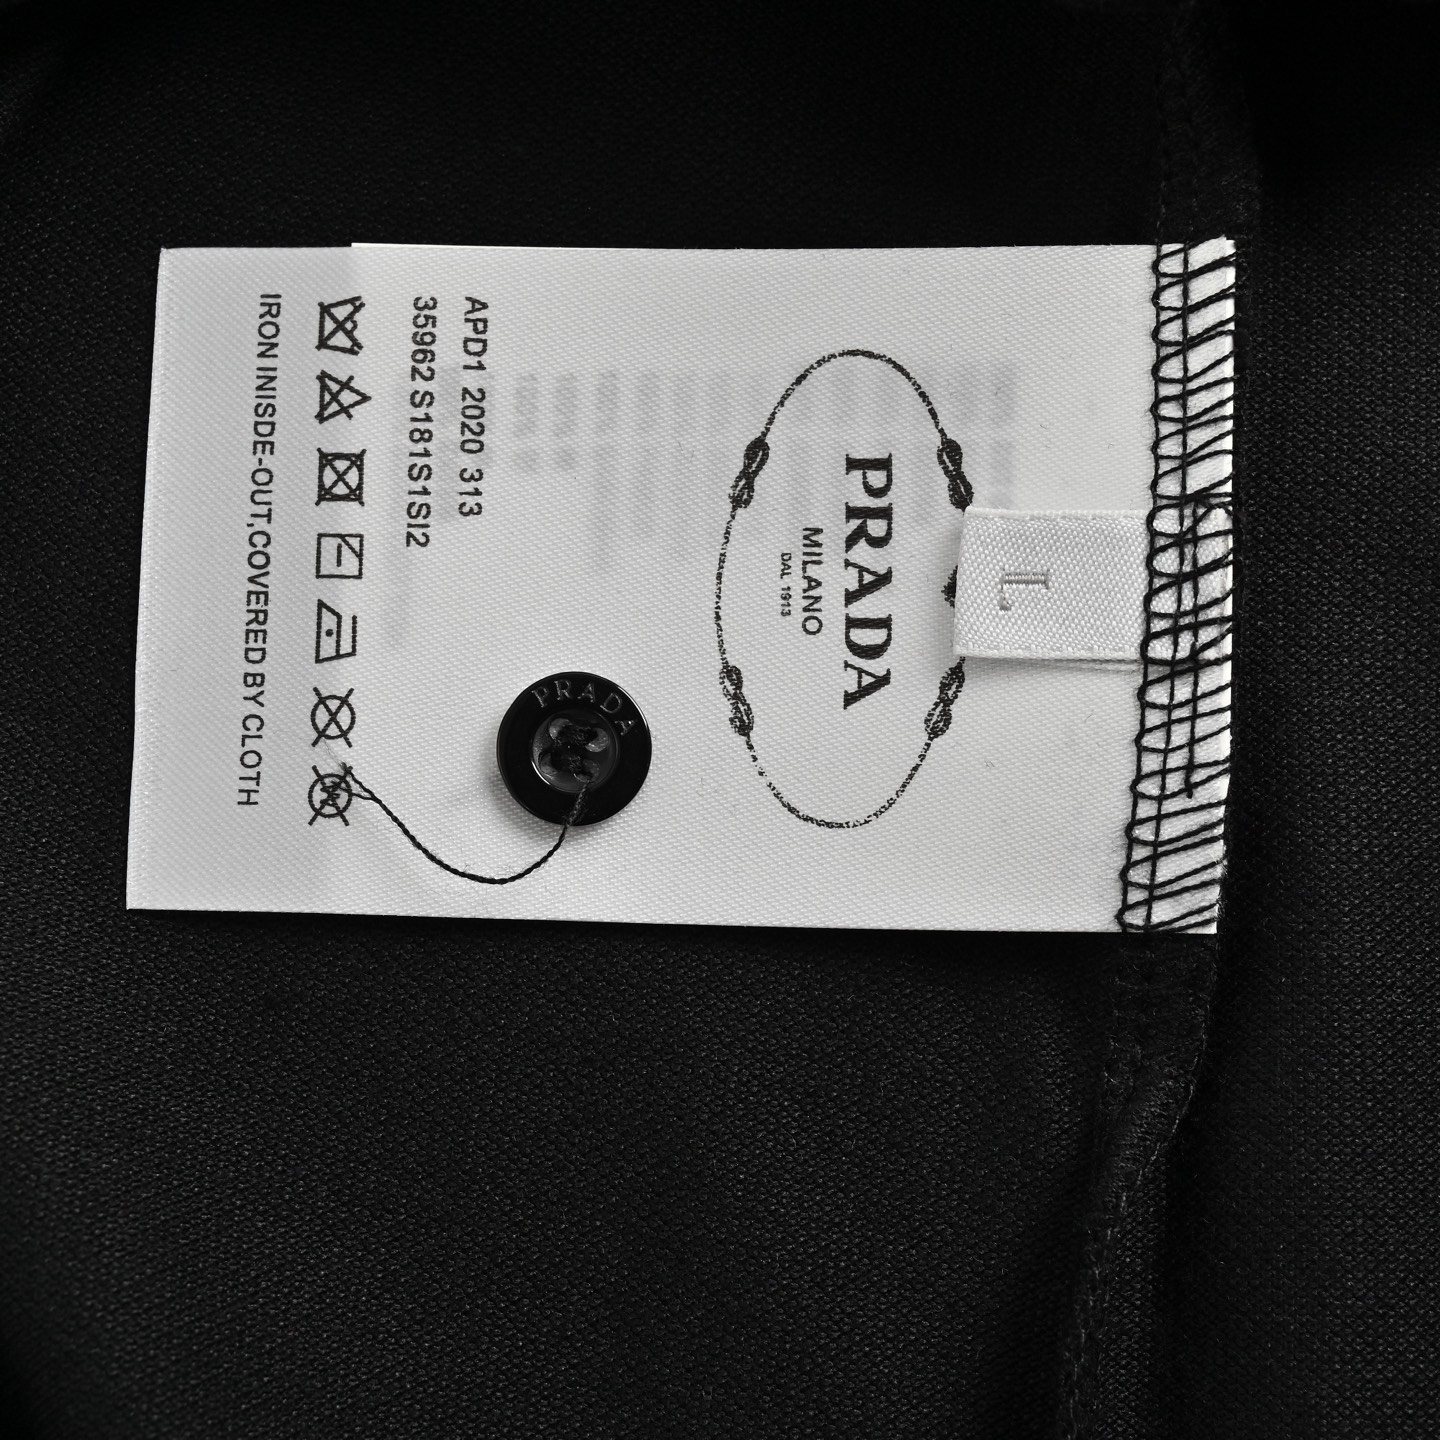 L
PRADA
MILANO
DAL 1913
PRADA
APD1 2020 313
35962 S181S1SI2
IRON INISDE-OUT,COVERED BY CLOTH